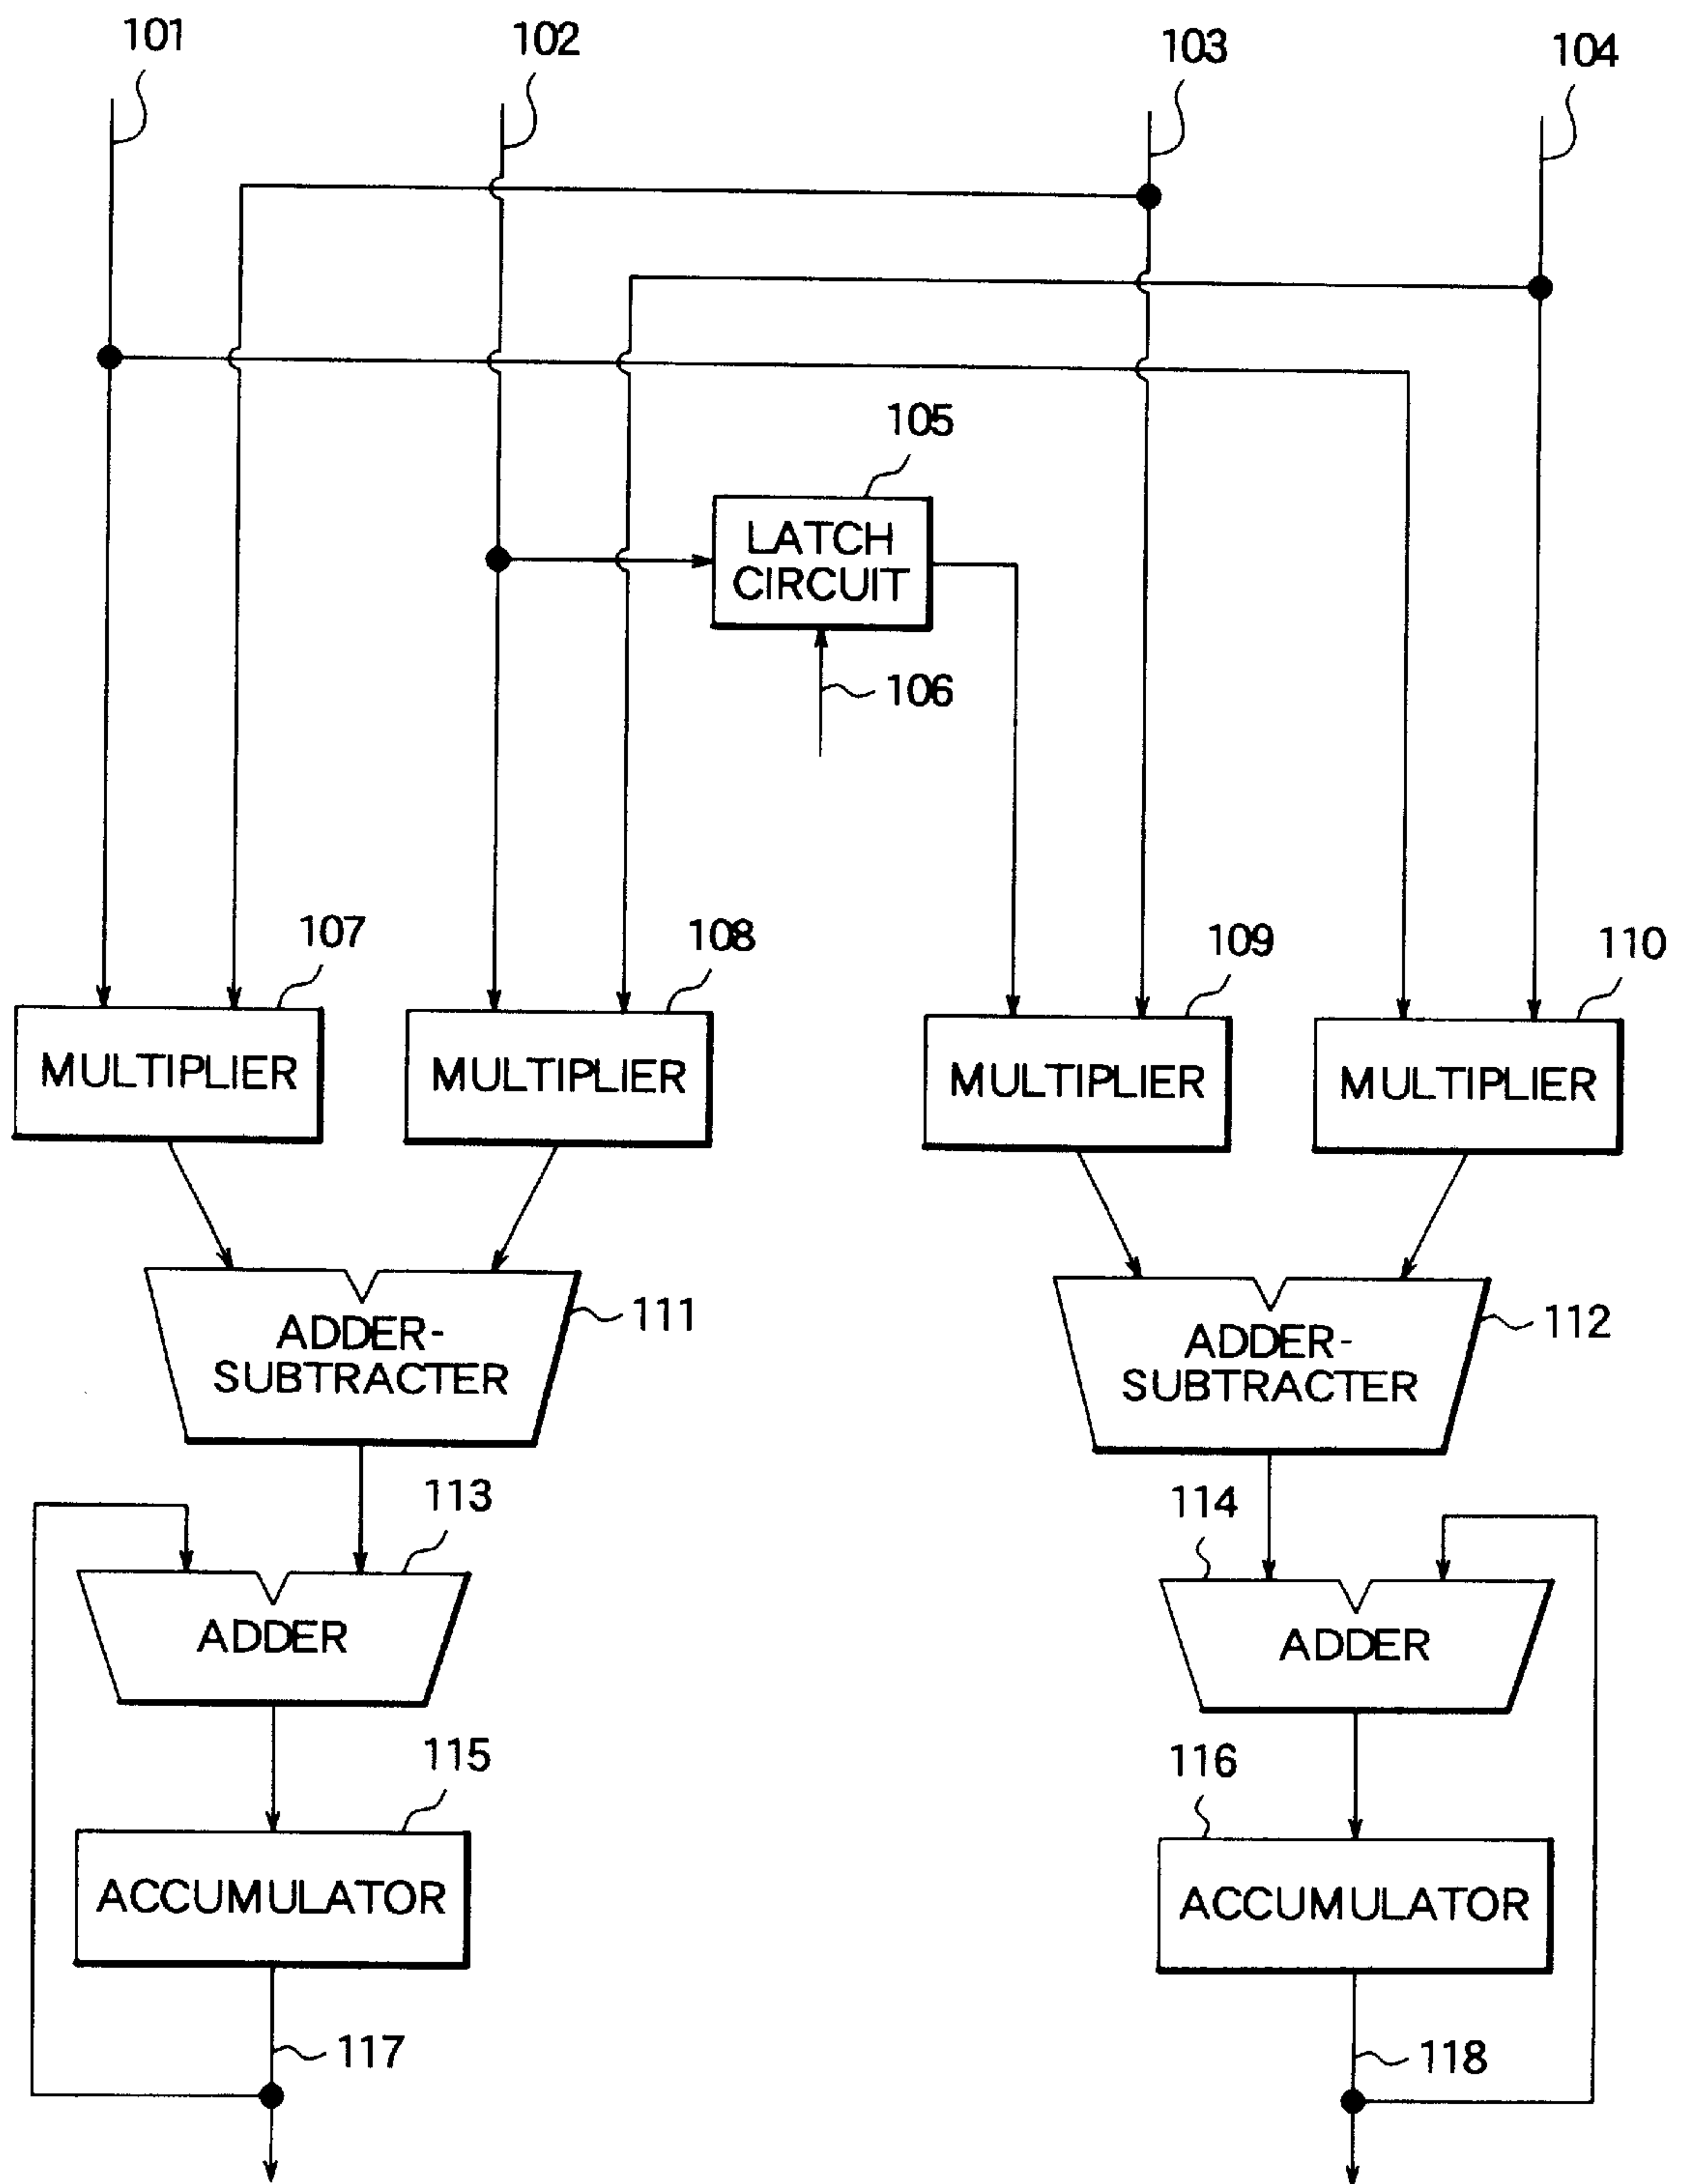 101
102
103
104
105
LATCH
CIRCUIT
106
107
108
109
110
MULTIPLIER
MULTIPLIER
MULTIPLIER
MULTIPLIER
ADDER-
SUBTRACTER
111
ADDER-
SUBTRACTER
112
113
114
ADDER
ADDER
115
116
ACCUMULATOR
ACCUMULATOR
117
118